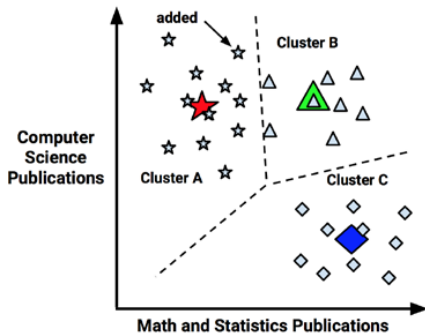 added
Cluster B
Computer
Science
Publications
Cluster A
Cluster C
Math and Statistics Publications